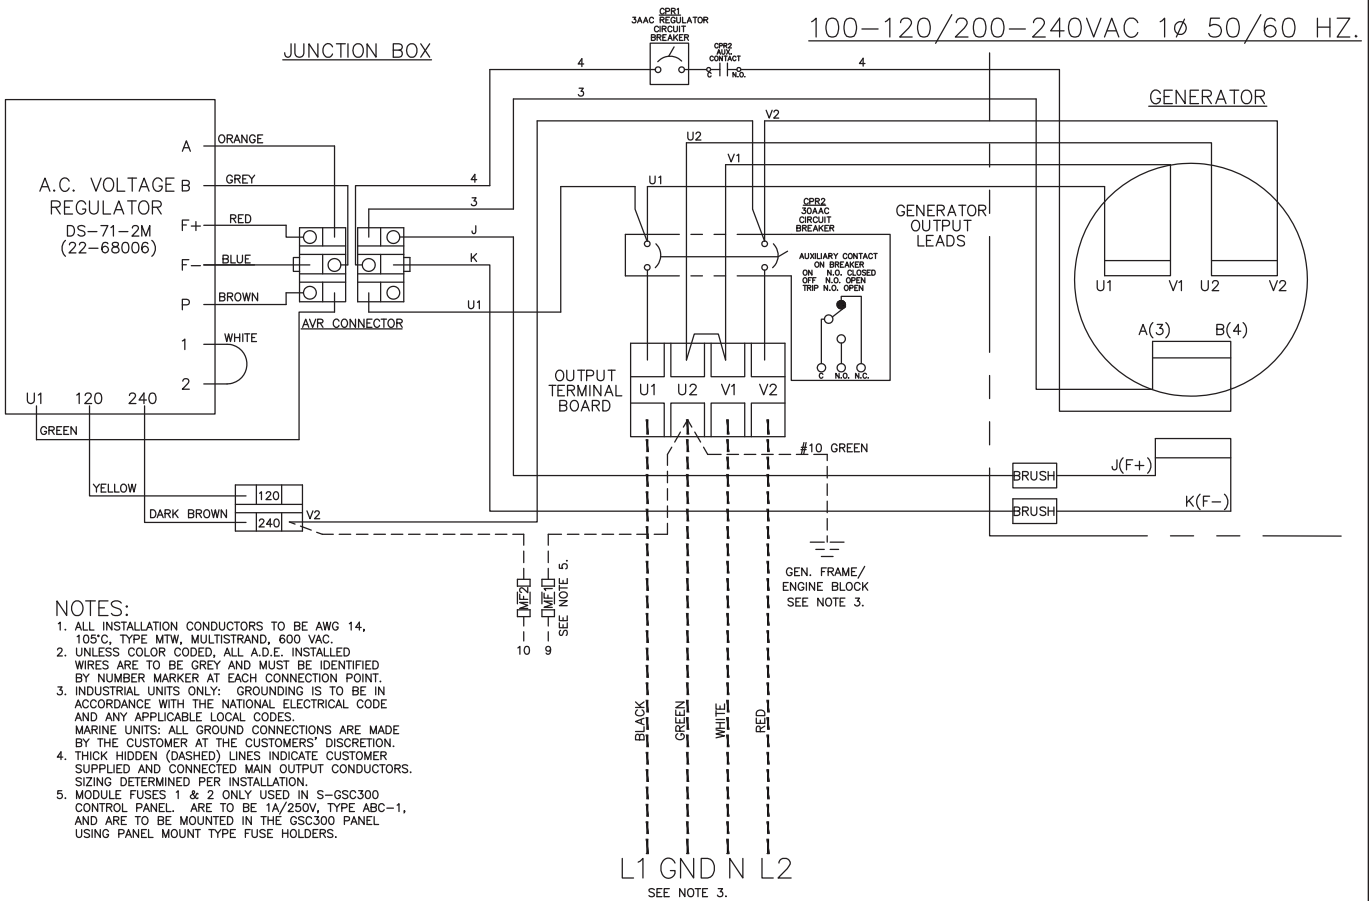 100-120/200-240VAC 1ø 50/60 HZ.
JUNCTION BOX
CPR1
3AAC REGULATOR
CIRCUIT
BREAKER
CPR2
AUX.
CONTACT
C
N.O.
4
4
3
GENERATOR
V2
U2
V1
U1
A.C. VOLTAGE
REGULATOR
DS-71-2M
(22-68006)
A
ORANGE
B
GREY
F+
RED
F-
BLUE
P
BROWN
1
WHITE
2
U1
120
240
GREEN
YELLOW
DARK BROWN
4
3
J
K
U1
AVR CONNECTOR
120
240
V2
CPR2
30AAC
CIRCUIT
BREAKER
GENERATOR
OUTPUT
LEADS
AUXILIARY CONTACT
ON BREAKER
ON N.O. CLOSED
OFF N.O. OPEN
TRIP N.O. OPEN
C
N.O.
N.C.
U1
V1
U2
V2
A(3)
B(4)
OUTPUT
TERMINAL
BOARD
U1
U2
V1
V2
#10 GREEN
BRUSH
J(F+)
BRUSH
K(F-)
GEN. FRAME/
ENGINE BLOCK
SEE NOTE 3.
MF2
MF1
SEE NOTE 5.
10
9
NOTES:
1. ALL INSTALLATION CONDUCTORS TO BE AWG 14,
105°C, TYPE MTW, MULTISTRAND, 600 VAC.
2. UNLESS COLOR CODED, ALL A.D.E. INSTALLED
WIRES ARE TO BE GREY AND MUST BE IDENTIFIED
BY NUMBER MARKER AT EACH CONNECTION POINT.
3. INDUSTRIAL UNITS ONLY: GROUNDING IS TO BE IN
ACCORDANCE WITH THE NATIONAL ELECTRICAL CODE
AND ANY APPLICABLE LOCAL CODES.
MARINE UNITS: ALL GROUND CONNECTIONS ARE MADE
BY THE CUSTOMER AT THE CUSTOMERS' DISCRETION.
4. THICK HIDDEN (DASHED) LINES INDICATE CUSTOMER
SUPPLIED AND CONNECTED MAIN OUTPUT CONDUCTORS.
SIZING DETERMINED PER INSTALLATION.
5. MODULE FUSES 1 & 2 ONLY USED IN S-GSC300
CONTROL PANEL. ARE TO BE 1A/250V, TYPE ABC-1,
AND ARE TO BE MOUNTED IN THE GSC300 PANEL
USING PANEL MOUNT TYPE FUSE HOLDERS.
BLACK
GREEN
WHITE
RED
L1 GND N L2
SEE NOTE 3.